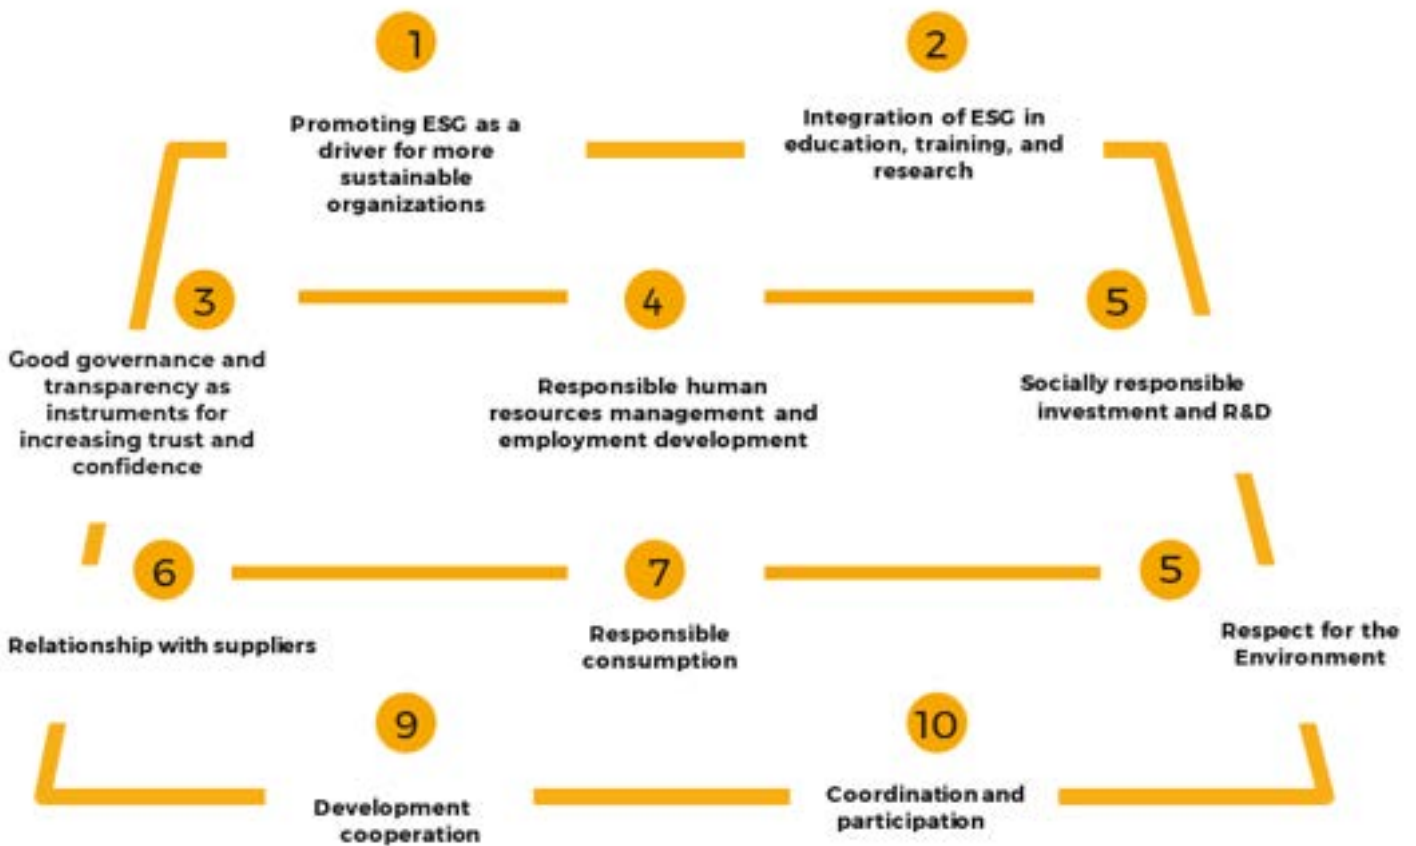 1
Promoting ESG as a
driver for more
sustainable
organizations
2
Integration of ESG in
education, training, and
research
3
Good governance and
transparency as
instruments for
increasing trust and
confidence
4
Responsible human
resources management and
employment development
5
Socially responsible
investment and R&D
6
Relationship with suppliers
7
Responsible
consumption
5
Respect for the
Environment
9
Development
cooperation
10
Coordination and
participation